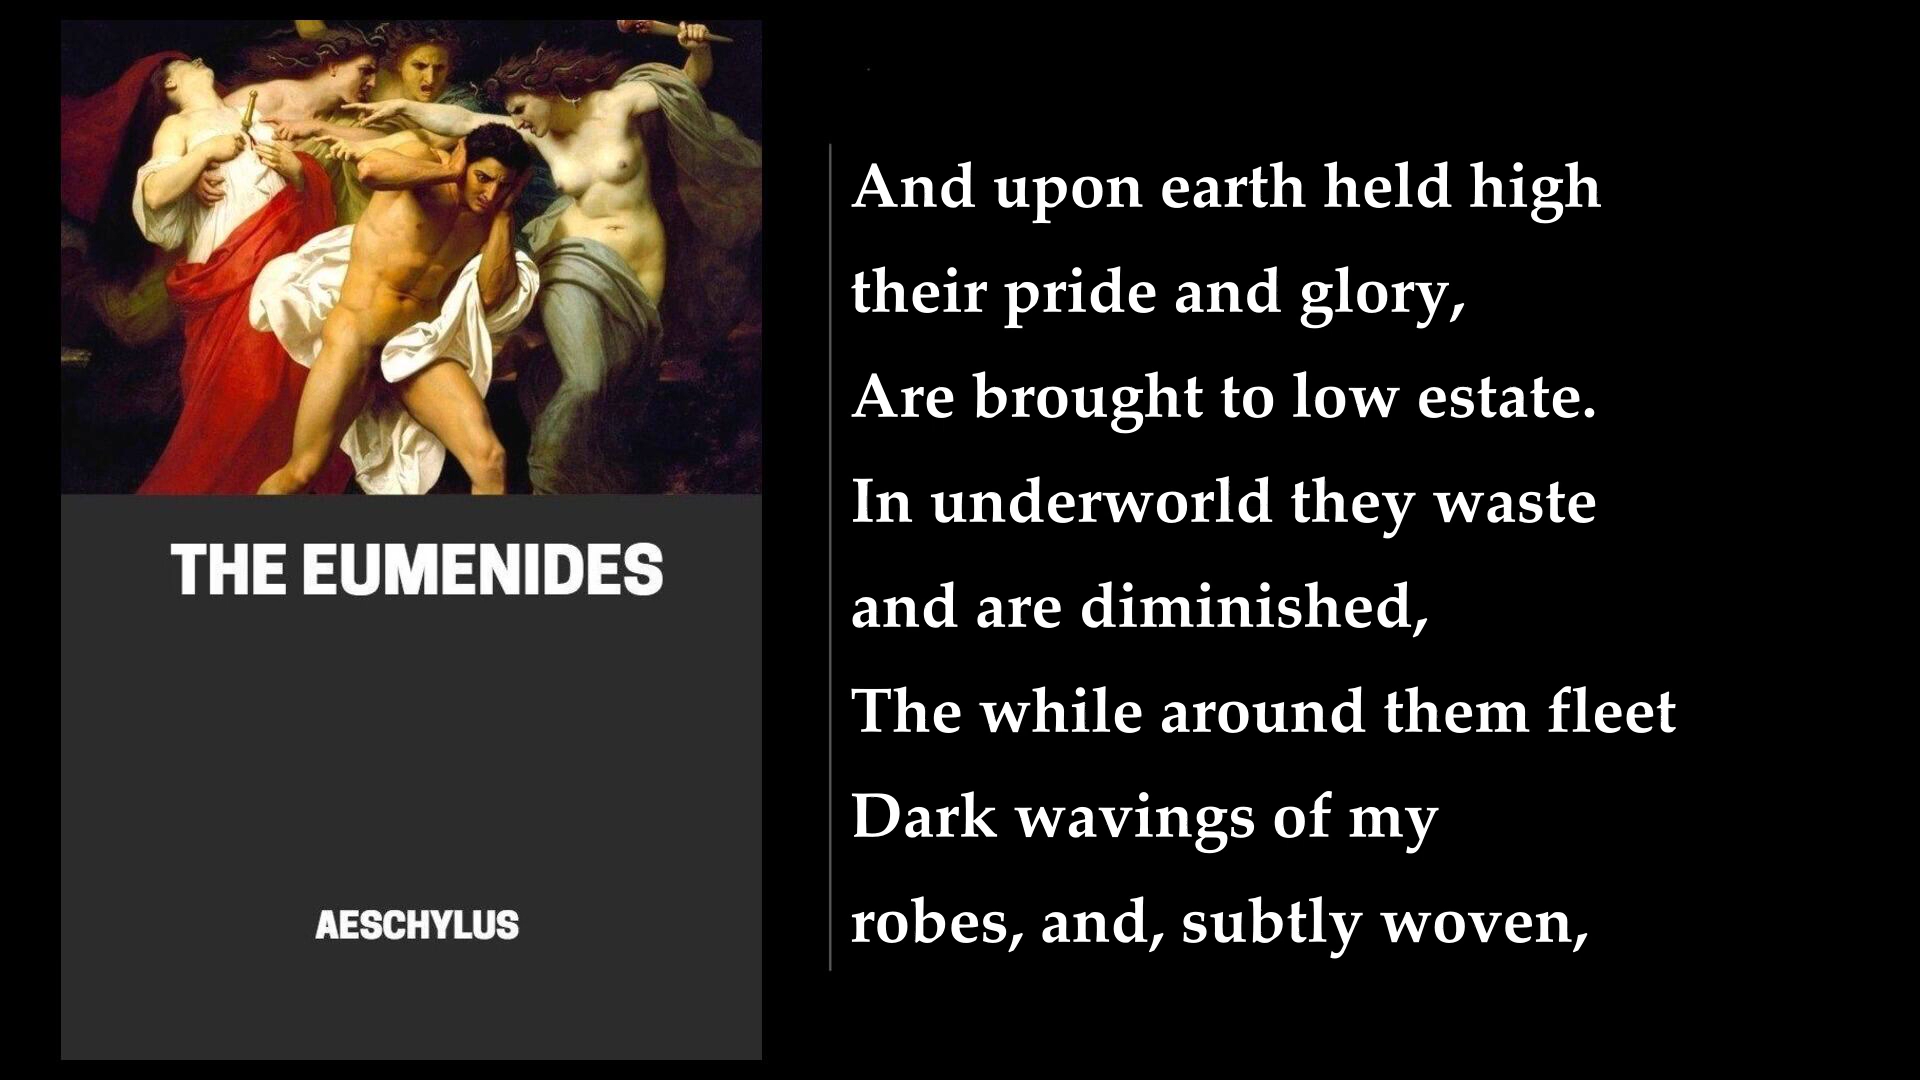 THE EUMENIDES
AESCHYLUS
And upon earth held high
their pride and glory,
Are brought to low estate.
In underworld they waste
and are diminished,
The while around them fleet
Dark wavings of my
robes, and, subtly woven,